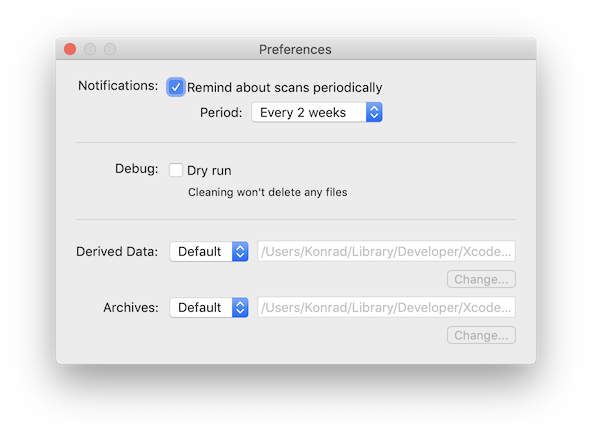 Preferences
Notifications: Remind about scans periodically
Period: Every 2 weeks
Debug: Dry run
Cleaning won't delete any files
Derived Data: Default /Users/Konrad/Library/Developer/Xcode...
Change...
Archives: Default /Users/Konrad/Library/Developer/Xcode...
Change...